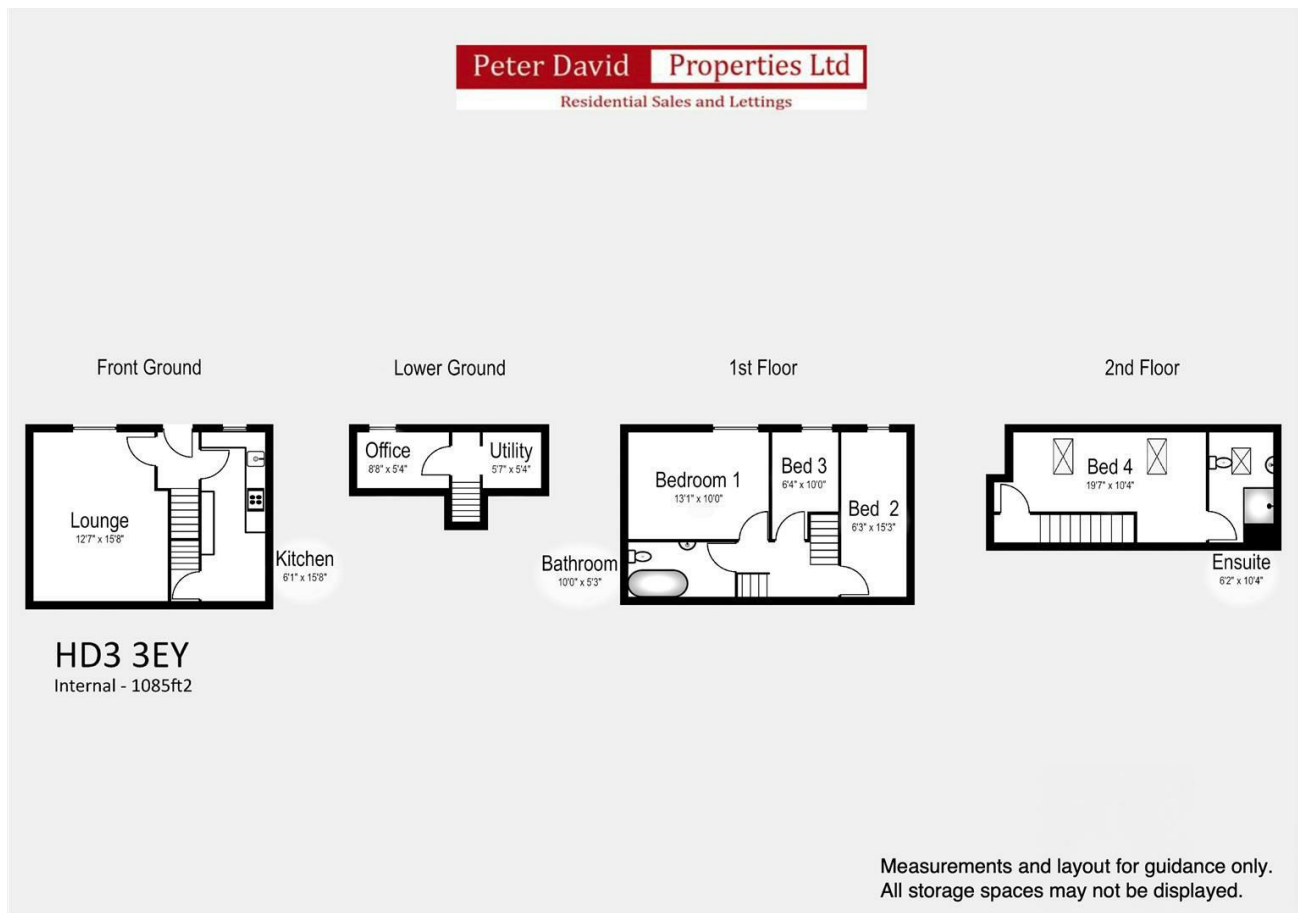 Peter David Properties Ltd
Residential Sales and Lettings
Front Ground
Lower Ground
1st Floor
2nd Floor
Lounge
12'7" x 15'8"
Kitchen
6'1" x 15'8"
Office
8'8" x 5'4"
Utility
5'7" x 5'4"
Bedroom 1
13'1" x 10'0"
Bed 3
6'4" x 10'0"
Bed 2
6'3" x 15'3"
Bathroom
10'0" x 5'3"
Bed 4
19'7" x 10'4"
Ensuite
6'2" x 10'4"
HD3 3EY
Internal - 1085ft2
Measurements and layout for guidance only.
All storage spaces may not be displayed.